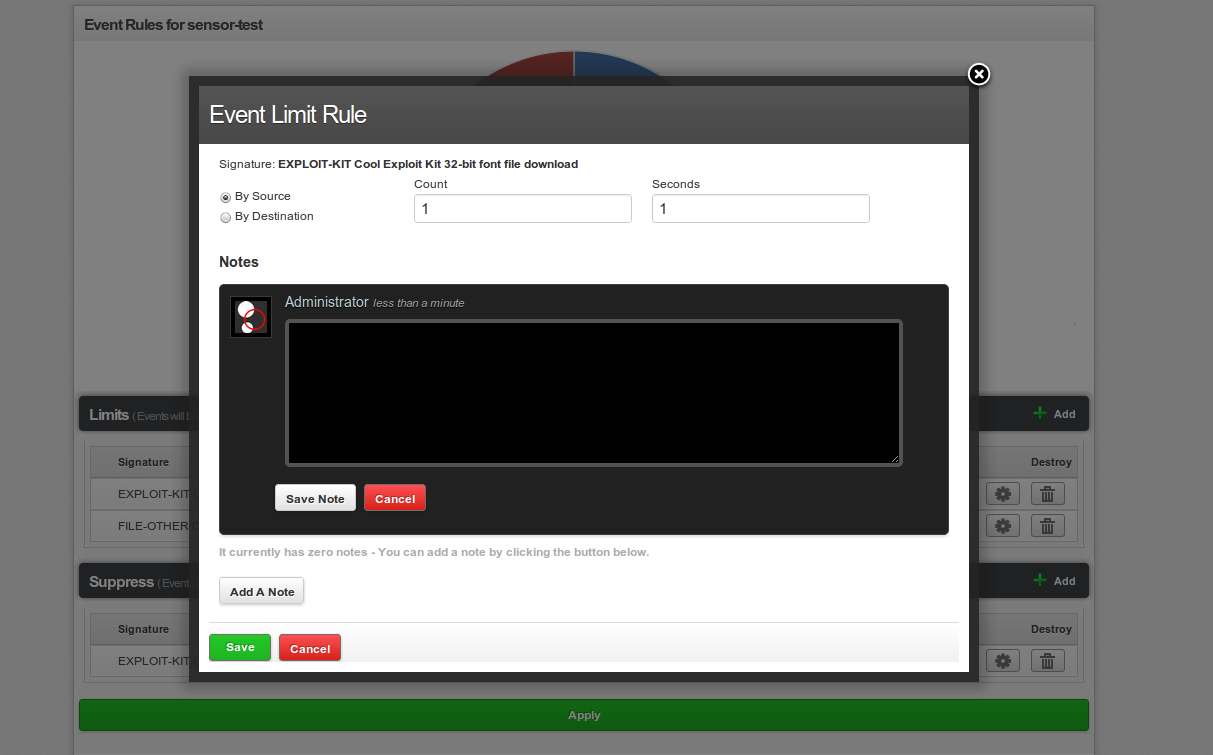 Event Rules for sensor-test
Event Limit Rule
Signature: EXPLOIT-KIT Cool Exploit Kit 32-bit font file download
By Source
By Destination
Count
1
Seconds
1
Notes
Administrator less than a minute
Save Note
Cancel
It currently has zero notes - You can add a note by clicking the button below.
Add A Note
Save
Cancel
Limits ( Events will
Add
Signature
Destroy
EXPLOIT-KIT
FILE-OTHER
Suppress ( Event
Add
Signature
Destroy
EXPLOIT-KIT
Apply